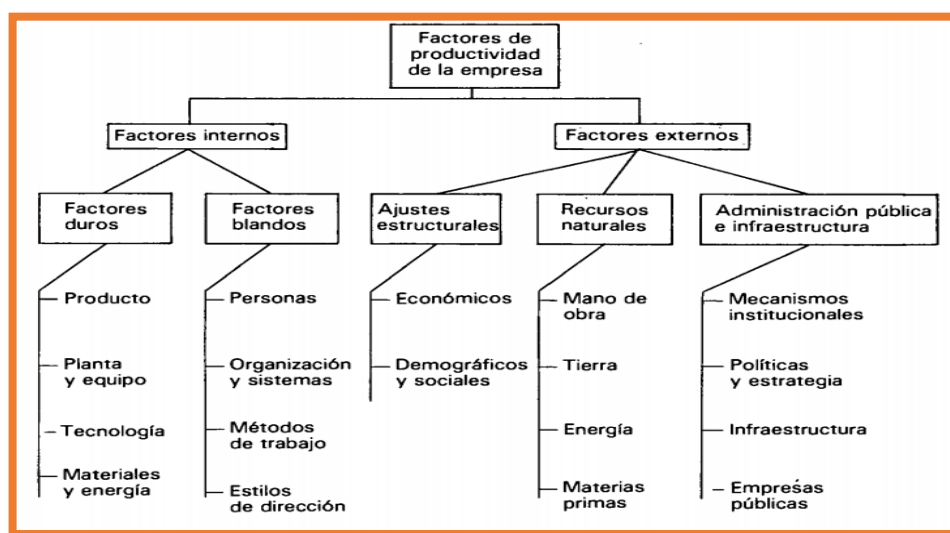 Factores de
productividad
de la empresa
Factores internos
Factores externos
Factores
duros
Factores
blandos
Ajustes
estructurales
Recursos
naturales
Administración pública
e infraestructura
Producto
Planta
y equipo
Tecnología
Materiales
y energía
Personas
Organización
y sistemas
Métodos
de trabajo
Estilos
de dirección
Económicos
Demográficos
y sociales
Mano de
obra
Tierra
Energía
Materias
primas
Mecanismos
institucionales
Políticas
y estrategia
Infraestructura
Empresas
públicas